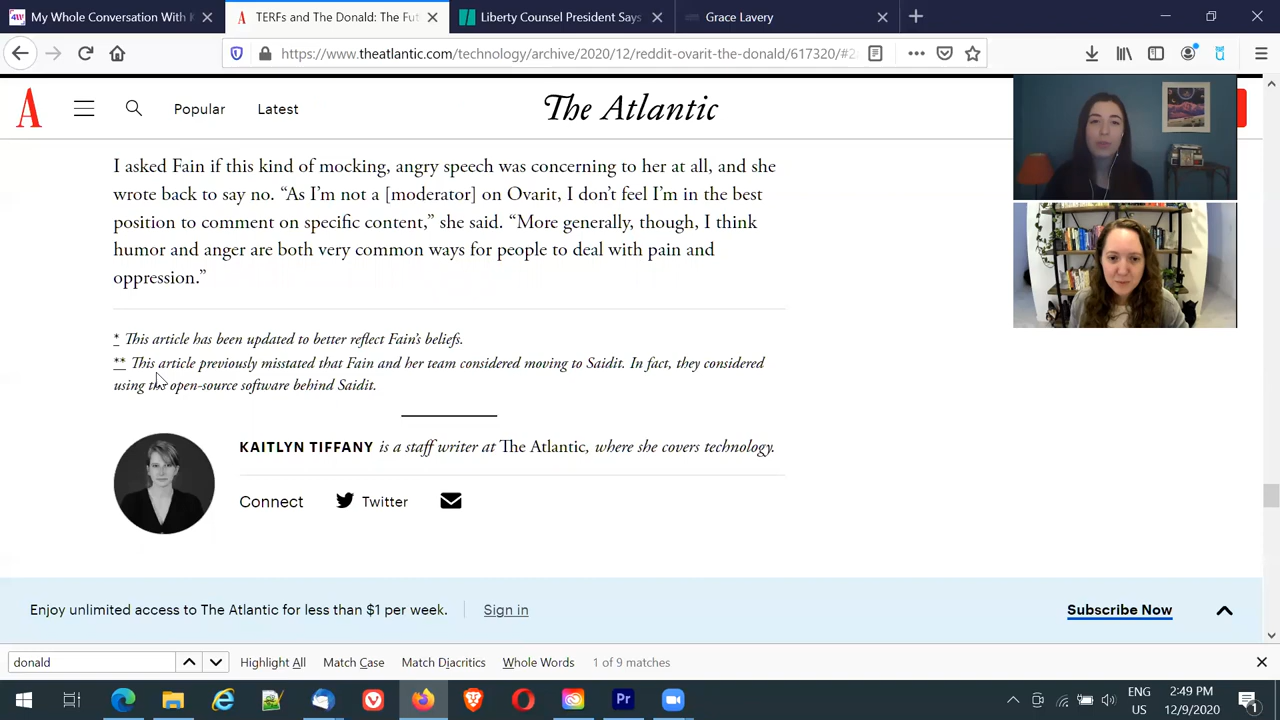 My Whole Conversation With
TERFs and The Donald: The Fut
Liberty Counsel President Says
Grace Lavery
https://www.theatlantic.com/technology/archive/2020/12/reddit-ovarit-the-donald/617320/#2
A
Popular
Latest
The Atlantic
I asked Fain if this kind of mocking, angry speech was concerning to her at all, and she
wrote back to say no. “As I’m not a [moderator] on Ovarit, I don’t feel I’m in the best
position to comment on specific content,” she said. “More generally, though, I think
humor and anger are both very common ways for people to deal with pain and
oppression.”
* This article has been updated to better reflect Fain’s beliefs.
** This article previously misstated that Fain and her team considered moving to Saidit. In fact, they considered
using the open-source software behind Saidit.
KAITLYN TIFFANY is a staff writer at The Atlantic, where she covers technology.
Connect
Twitter
Enjoy unlimited access to The Atlantic for less than $1 per week.
Sign in
Subscribe Now
donald
Highlight All
Match Case
Match Diacritics
Whole Words
1 of 9 matches
Pr
ENG
US
2:49 PM
12/9/2020